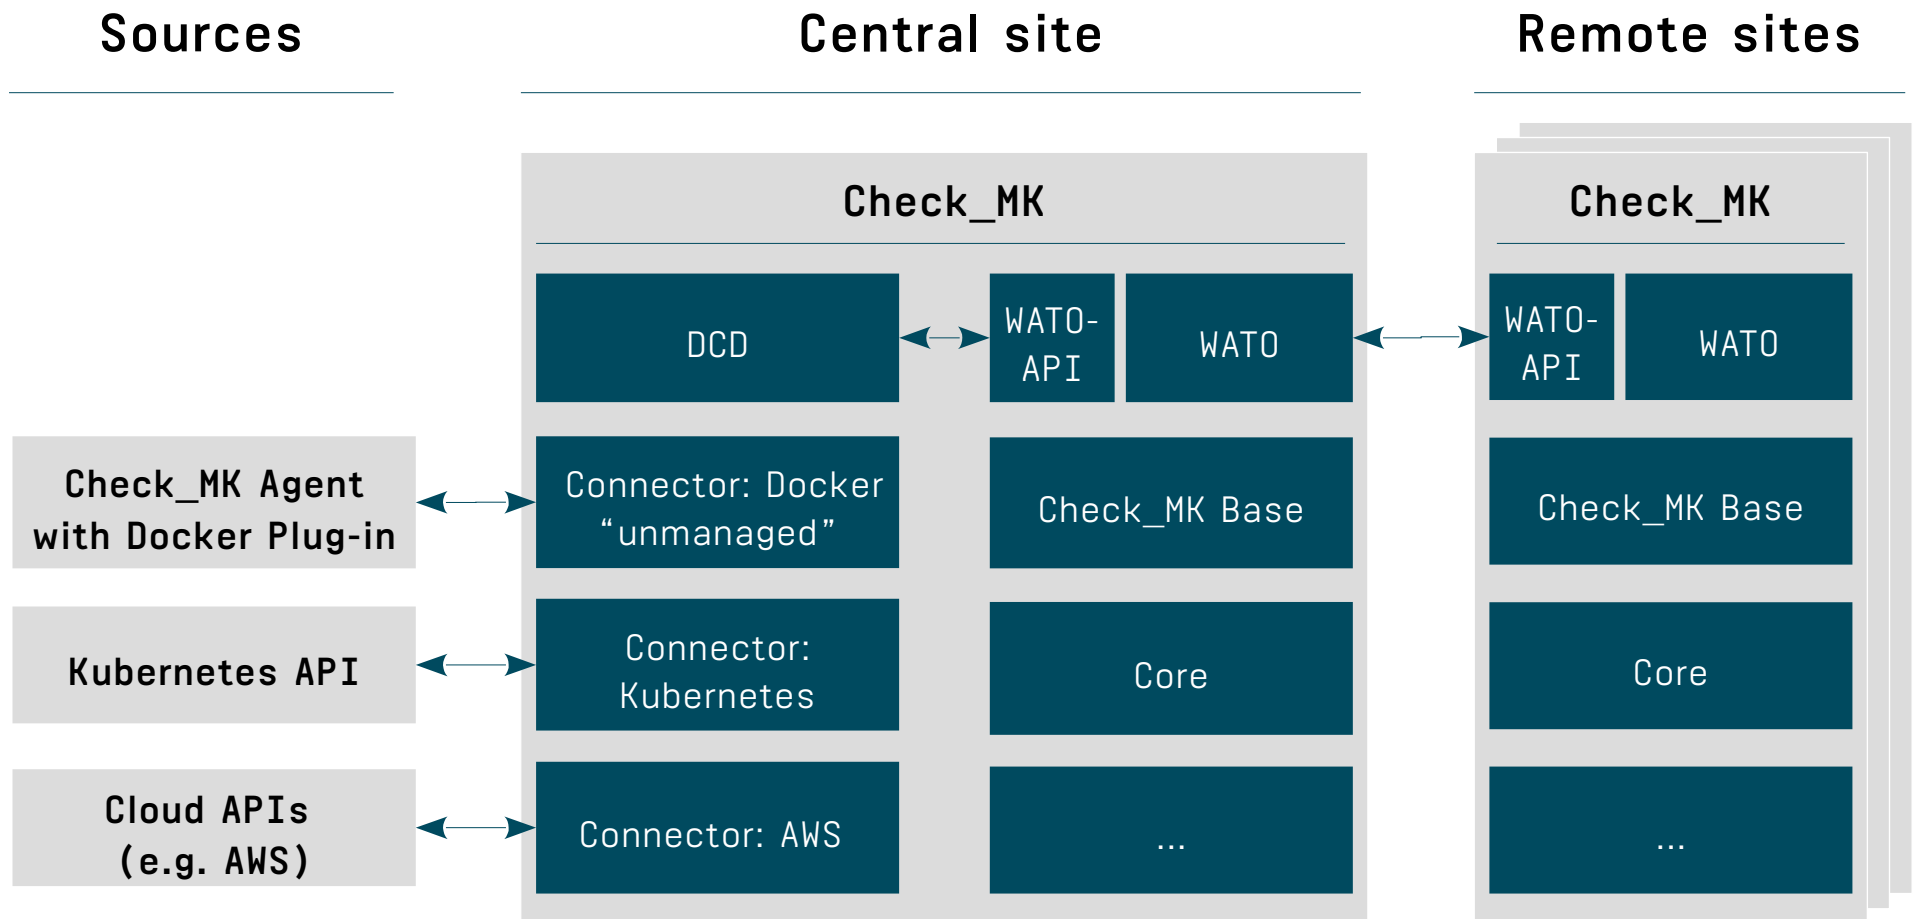 Sources
Central site
Remote sites
Check_MK
Check_MK
DCD
WATO-
API
WATO
WATO-
API
WATO
Check_MK Agent
with Docker Plug-in
Connector: Docker
“unmanaged”
Check_MK Base
Check_MK Base
Kubernetes API
Connector:
Kubernetes
Core
Core
Cloud APIs
(e.g. AWS)
Connector: AWS
...
...